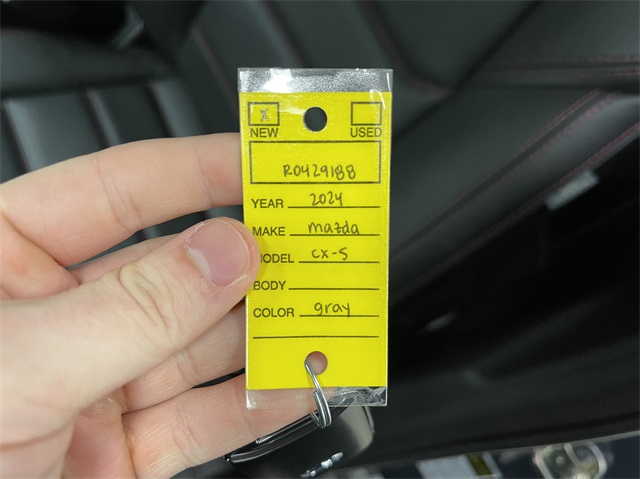 X
NEW USED
R0429188
YEAR 2024
MAKE mazda
MODEL cx-5
BODY
COLOR gray